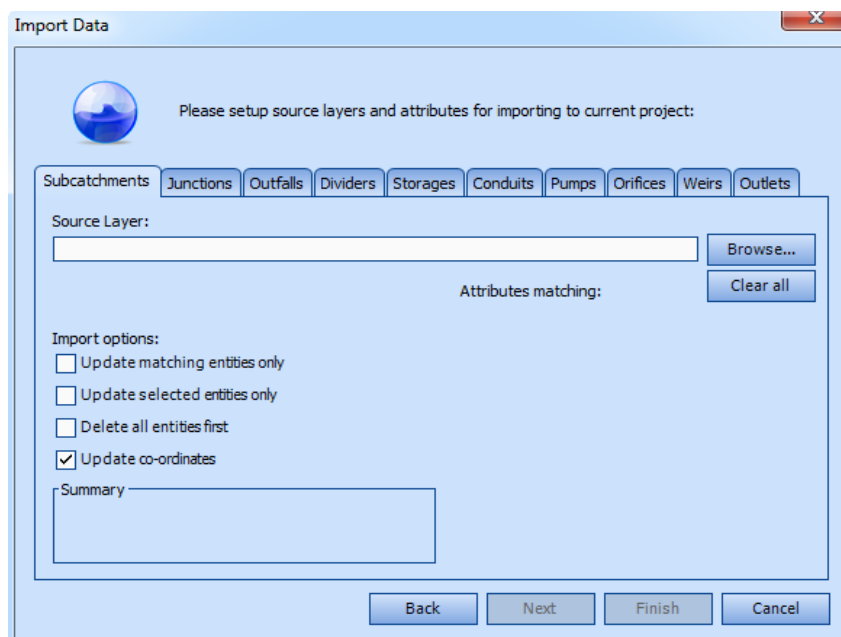 Import Data
Please setup source layers and attributes for importing to current project:
Subcatchments Junctions Outfalls Dividers Storages Conduits Pumps Orifices Weirs Outlets
Source Layer:
Browse...
Attributes matching:
Clear all
Import options:
Update matching entities only
Update selected entities only
Delete all entities first
Update co-ordinates
Summary
Back Next Finish Cancel